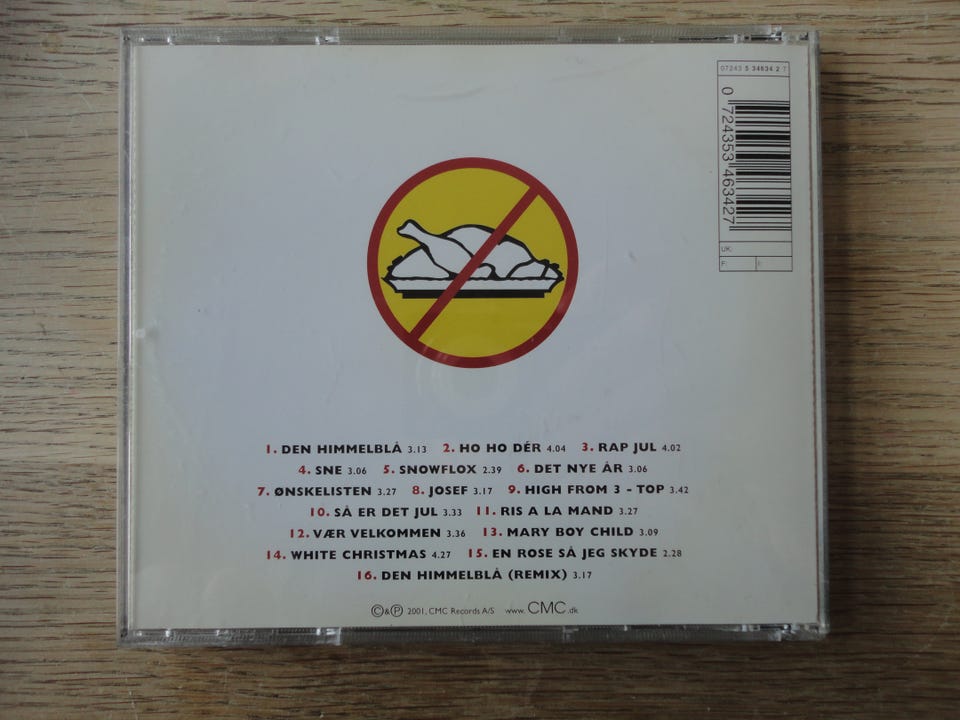 07243 5 34634 2 7
0 724353 463427
UK:
F: I:
1. DEN HIMMELBLÅ 3.13 2. HO HO DÉR 4.04 3. RAP JUL 4.02
4. SNE 3.06 5. SNOWFLOX 2.39 6. DET NYE ÅR 3.06
7. ØNSKELISTEN 3.27 8. JOSEF 3.17 9. HIGH FROM 3 - TOP 3.42
10. SÅ ER DET JUL 3.33 11. RIS A LA MAND 3.27
12. VÆR VELKOMMEN 3.36 13. MARY BOY CHILD 3.09
14. WHITE CHRISTMAS 4.27 15. EN ROSE SÅ JEG SKYDE 2.28
16. DEN HIMMELBLÅ (REMIX) 3.17
©&℗ 2001, CMC Records A/S www.CMC.dk